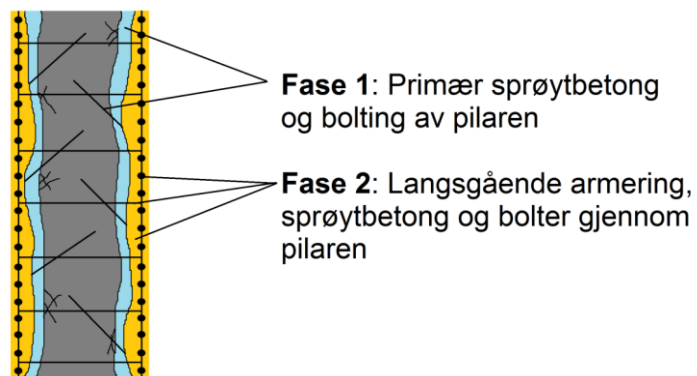 Fase 1: Primær sprøytbetong
og bolting av pilaren
Fase 2: Langsgående armering,
sprøytbetong og bolter gjennom
pilaren